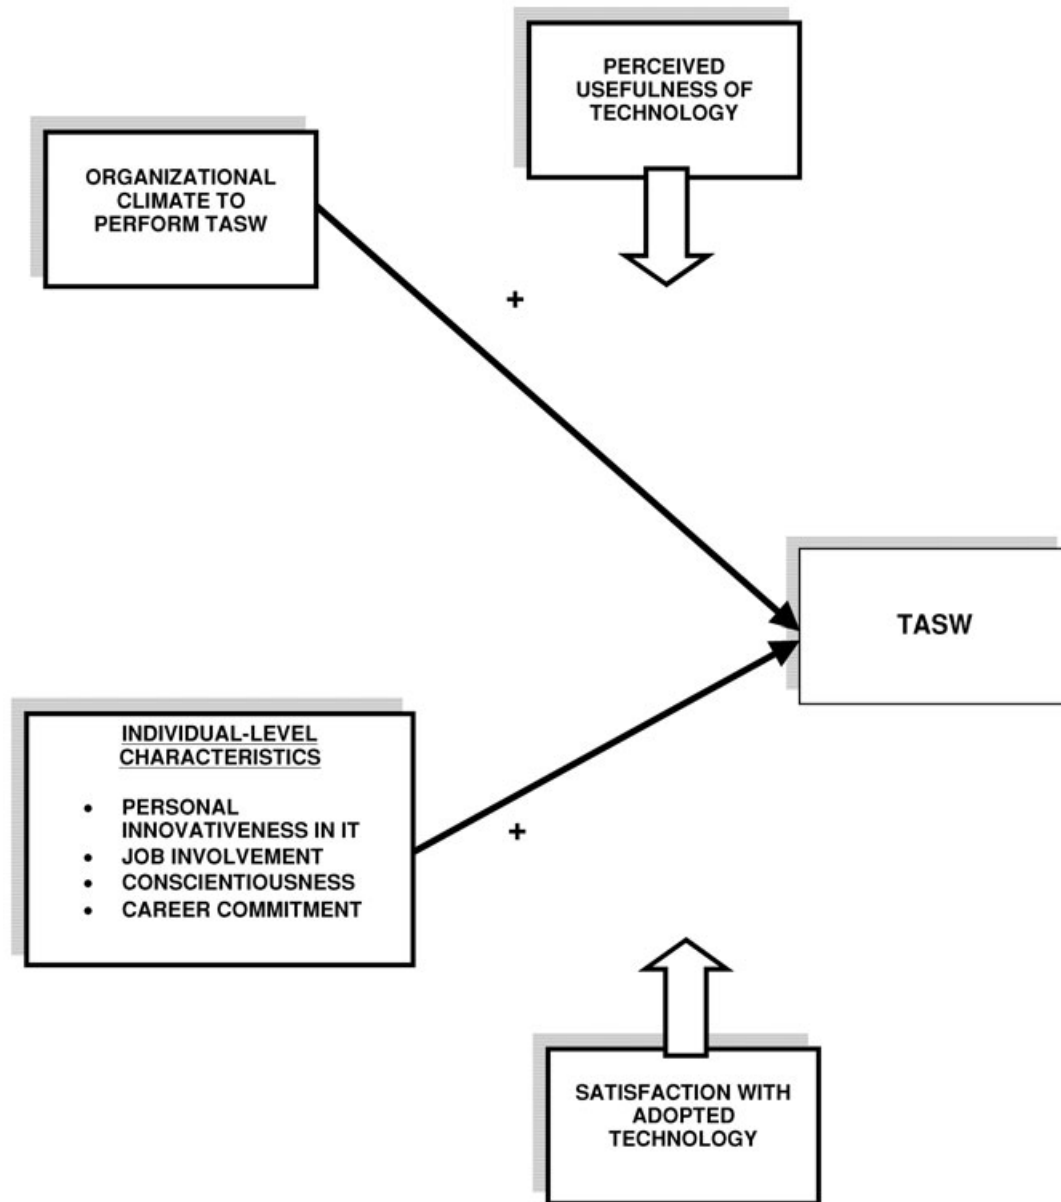 PERCEIVED
USEFULNESS OF
TECHNOLOGY
ORGANIZATIONAL
CLIMATE TO
PERFORM TASW
+
TASW
INDIVIDUAL-LEVEL
CHARACTERISTICS
• PERSONAL
INNOVATIVENESS IN IT
• JOB INVOLVEMENT
• CONSCIENTIOUSNESS
• CAREER COMMITMENT
+
SATISFACTION WITH
ADOPTED
TECHNOLOGY